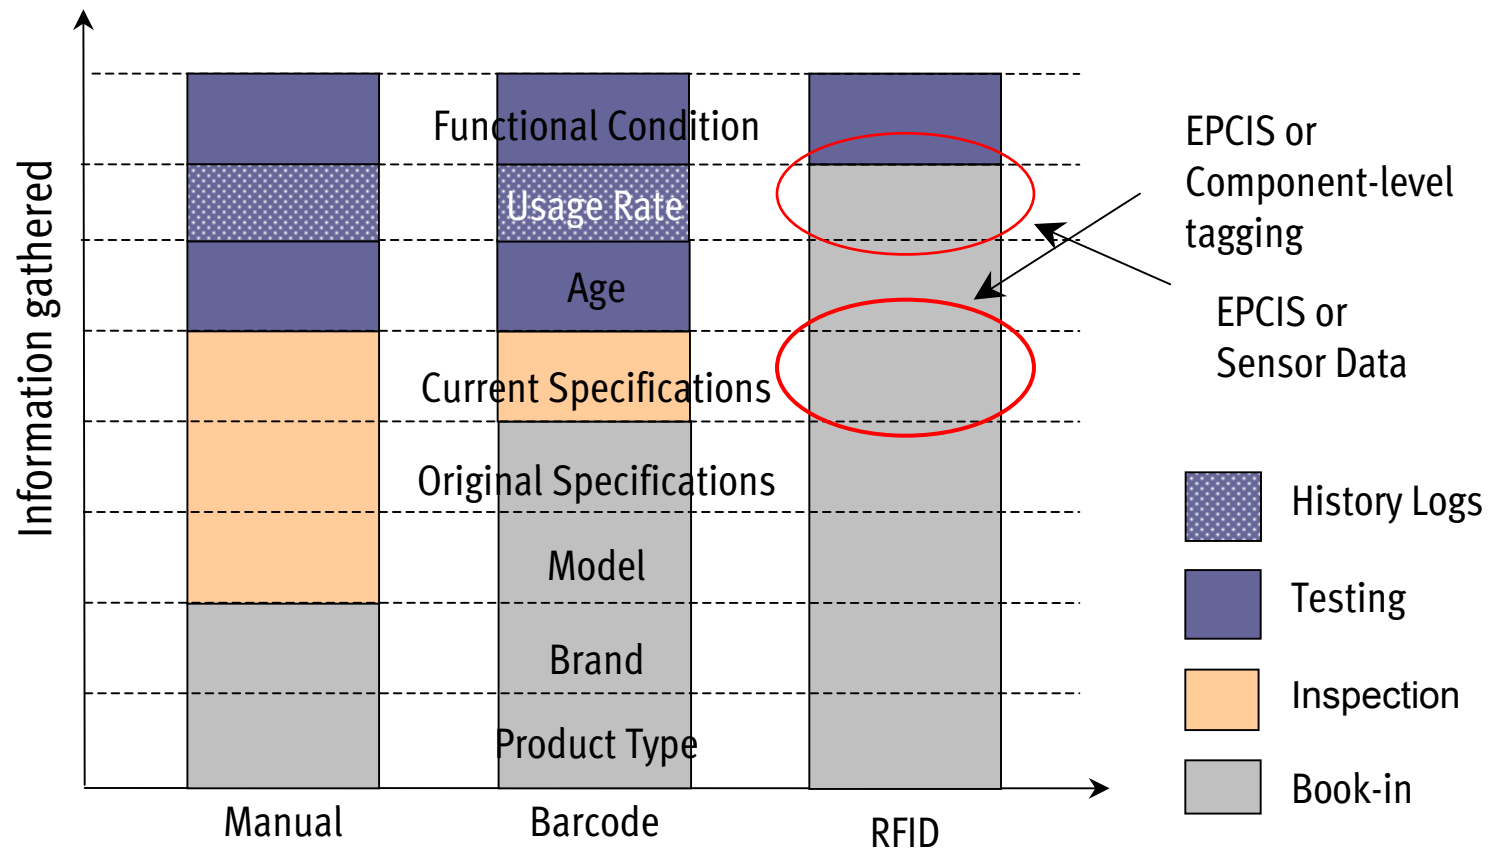 Information gathered
Functional Condition
Usage Rate
Age
Current Specifications
Original Specifications
Model
Brand
Product Type
Manual
Barcode
RFID
EPCIS or
Component-level
tagging
EPCIS or
Sensor Data
History Logs
Testing
Inspection
Book-in